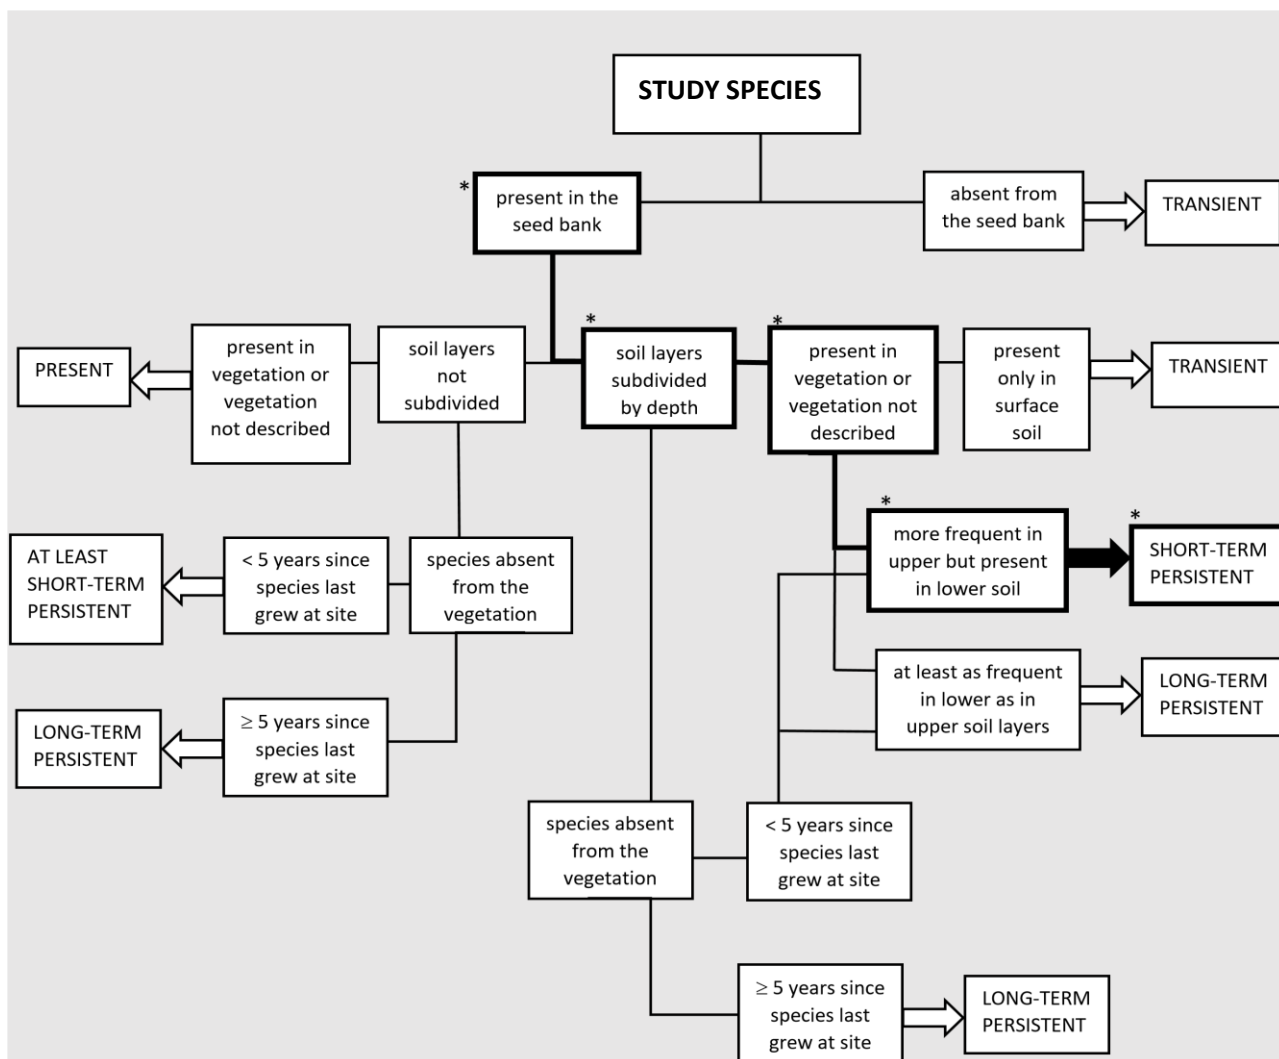 STUDY SPECIES
*
present in the
seed bank
absent from
the seed bank
TRANSIENT
PRESENT
present in
vegetation or
vegetation
not described
soil layers
not
subdivided
*
soil layers
subdivided
by depth
*
present in
vegetation or
vegetation not
described
present
only in
surface
soil
TRANSIENT
AT LEAST
SHORT-TERM
PERSISTENT
< 5 years since
species last
grew at site
species absent
from the
vegetation
*
more frequent in
upper but present
in lower soil
*
SHORT-TERM
PERSISTENT
LONG-TERM
PERSISTENT
≥ 5 years since
species last
grew at site
at least as frequent
in lower as in
upper soil layers
LONG-TERM
PERSISTENT
species absent
from the
vegetation
< 5 years since
species last
grew at site
≥ 5 years since
species last
grew at site
LONG-TERM
PERSISTENT